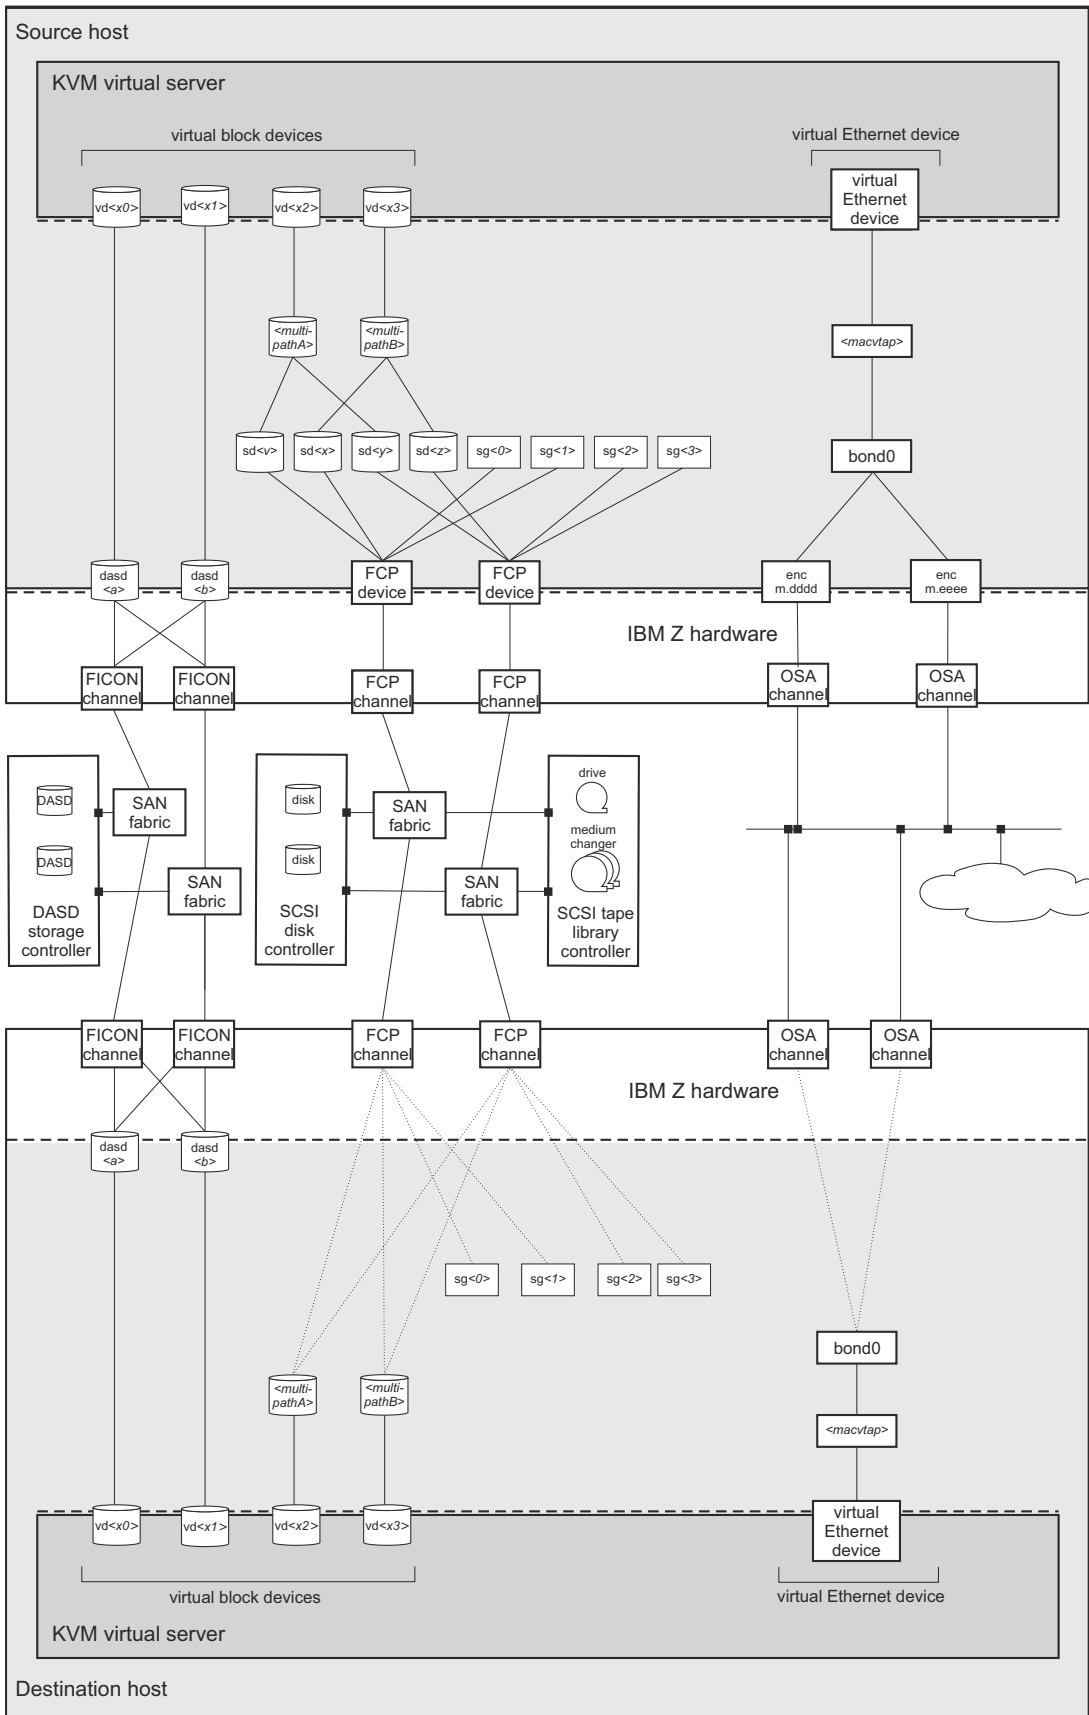 Source host
KVM virtual server
virtual block devices
virtual Ethernet device
vd<x0>
vd<x1>
vd<x2>
vd<x3>
virtual
Ethernet
device
<multi-
pathA>
<multi-
pathB>
<macvtap>
sd<v>
sd<x>
sd<y>
sd<z>
sg<0>
sg<1>
sg<2>
sg<3>
bond0
dasd
<a>
dasd
<b>
FCP
device
FCP
device
enc
m.dddd
enc
m.eeee
IBM Z hardware
FICON
channel
FICON
channel
FCP
channel
FCP
channel
OSA
channel
OSA
channel
DASD
DASD
DASD
storage
controller
SAN
fabric
SAN
fabric
disk
disk
SCSI
disk
controller
SAN
fabric
SAN
fabric
drive
medium
changer
SCSI tape
library
controller
FICON
channel
FICON
channel
FCP
channel
FCP
channel
OSA
channel
OSA
channel
IBM Z hardware
dasd
<a>
dasd
<b>
sg<0>
sg<1>
sg<2>
sg<3>
bond0
<multi-
pathA>
<multi-
pathB>
<macvtap>
vd<x0>
vd<x1>
vd<x2>
vd<x3>
virtual
Ethernet
device
virtual block devices
virtual Ethernet device
KVM virtual server
Destination host